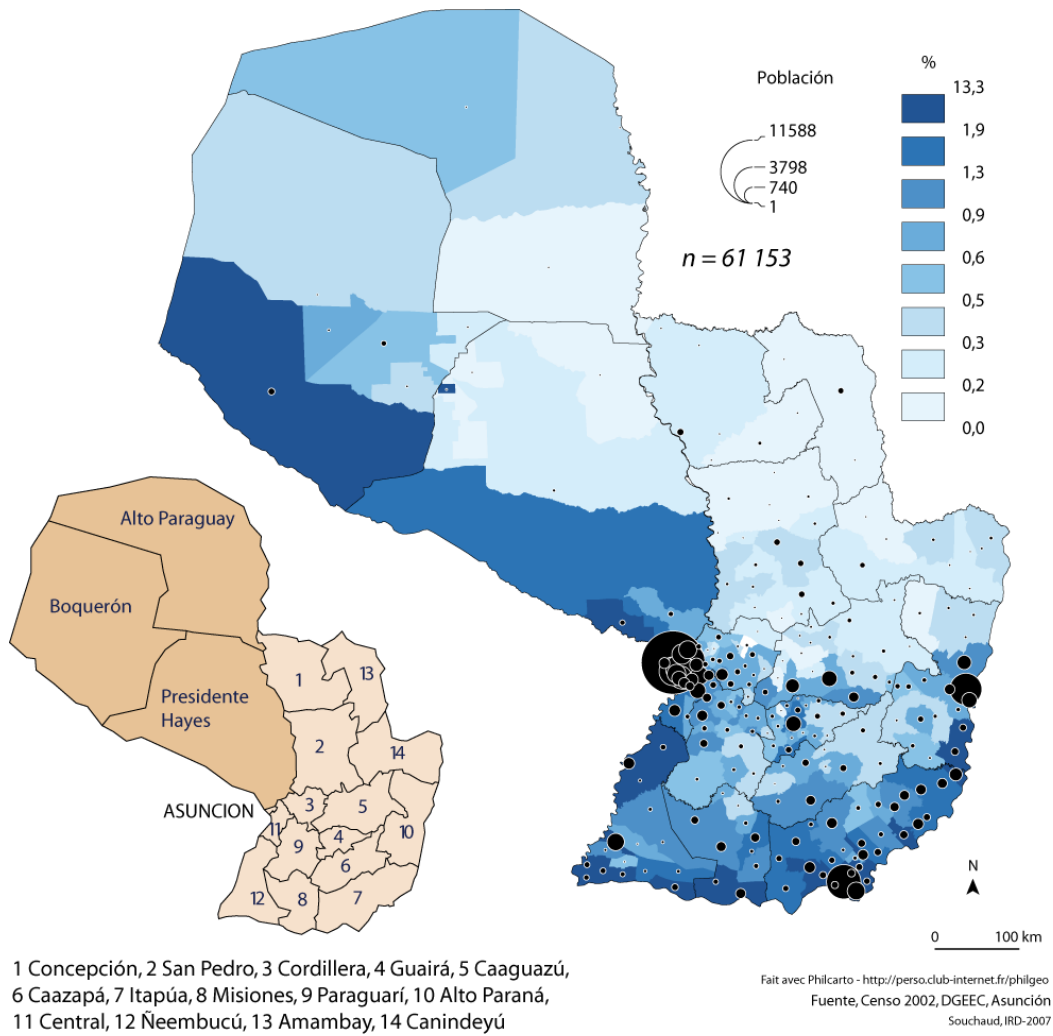 Población
11588
3798
740
1
n = 61 153
%
13,3
1,9
1,3
0,9
0,6
0,5
0,3
0,2
0,0
Alto Paraguay
Boquerón
Presidente
Hayes
ASUNCION
1
2
3
4
5
6
7
8
9
10
11
12
13
14
N
0 100 km
1 Concepción, 2 San Pedro, 3 Cordillera, 4 Guairá, 5 Caaguazú,
6 Caazapá, 7 Itapúa, 8 Misiones, 9 Paraguarí, 10 Alto Paraná,
11 Central, 12 Ñeembucú, 13 Amambay, 14 Canindeyú
Fait avec Philcarto - http://perso.club-internet.fr/philgeo
Fuente, Censo 2002, DGEEC, Asunción
Souchaud, IRD-2007